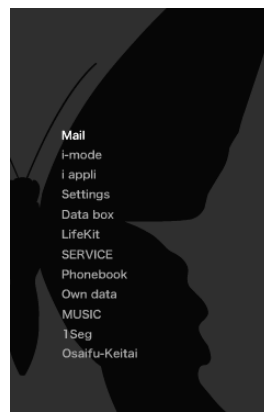 Mail
i-mode
i appli
Settings
Data box
LifeKit
SERVICE
Phonebook
Own data
MUSIC
1Seg
Osaifu-Keitai